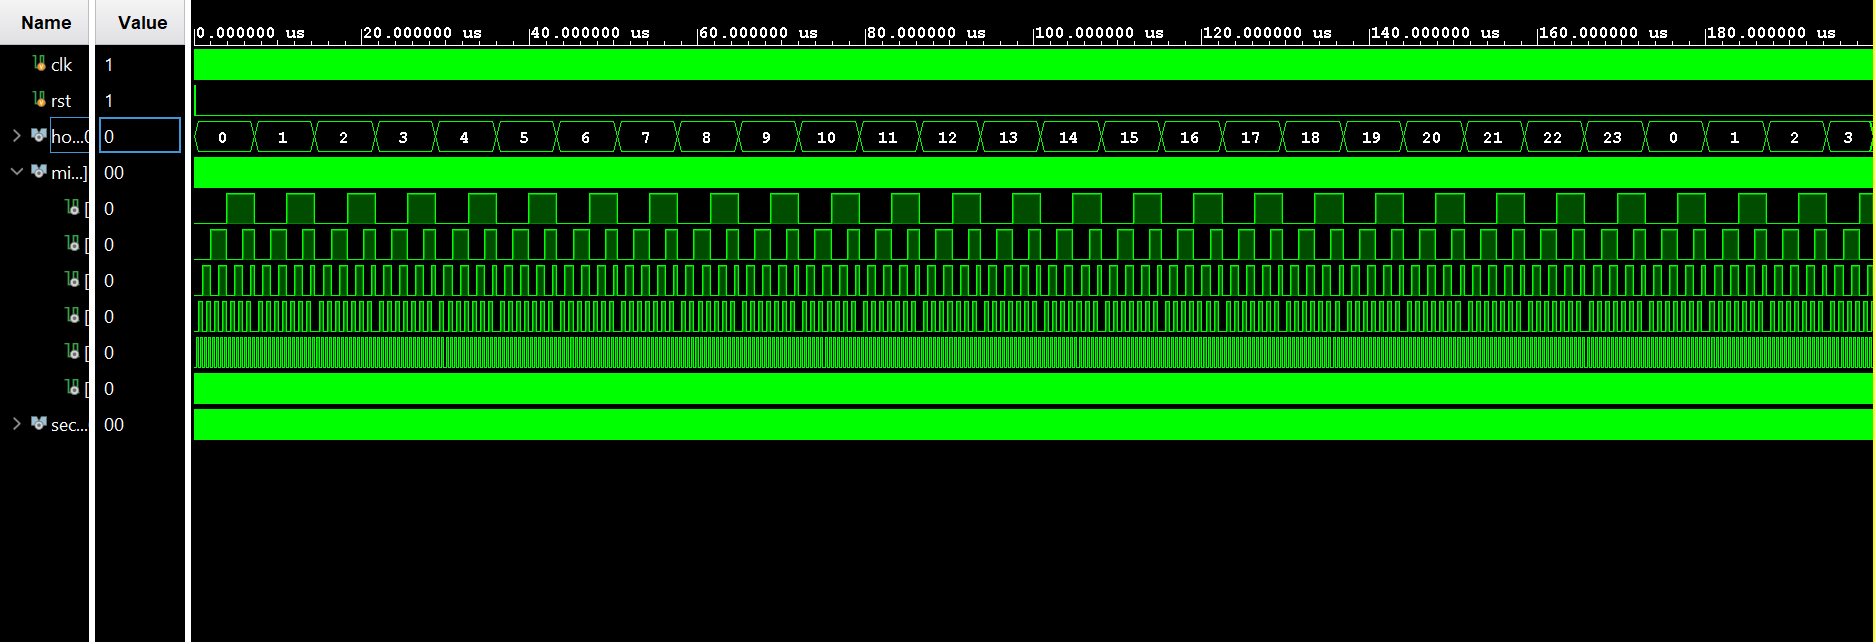 Name Value
0.000000 us 20.000000 us 40.000000 us 60.000000 us 80.000000 us 100.000000 us 120.000000 us 140.000000 us 160.000000 us 180.000000 us
clk 1
rst 1
ho...0 0 0 1 2 3 4 5 6 7 8 9 10 11 12 13 14 15 16 17 18 19 20 21 22 23 0 1 2 3
mi...] 00
[ 0
[ 0
[ 0
[ 0
[ 0
[ 0
sec... 00